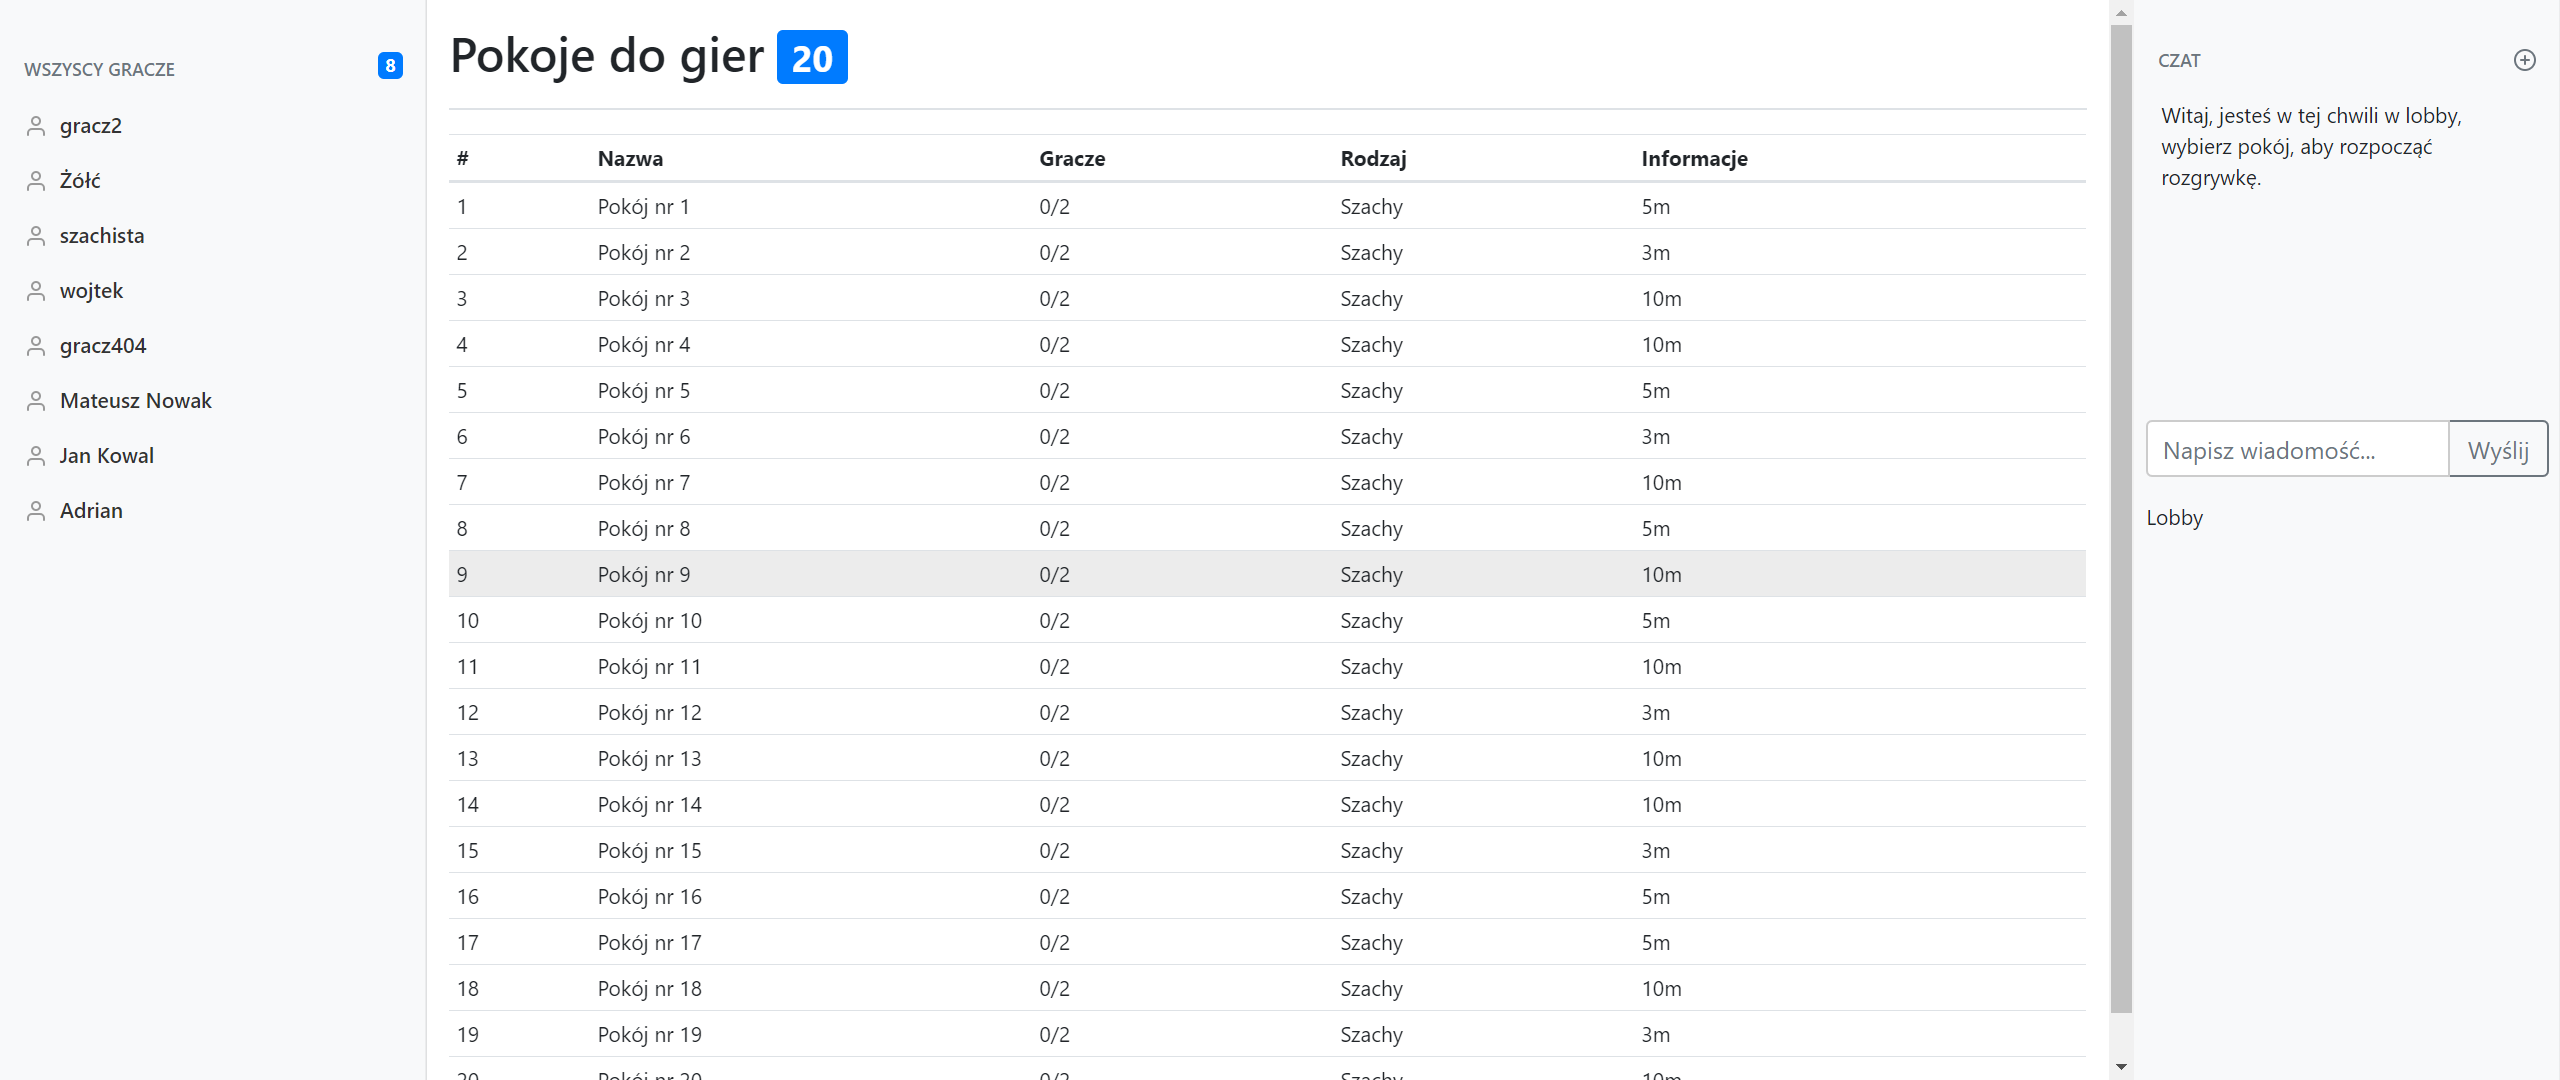 WSZYSCY GRACZE 8
gracz2
Żółć
szachista
wojtek
gracz404
Mateusz Nowak
Jan Kowal
Adrian
Pokoje do gier 20
# Nazwa Gracze Rodzaj Informacje
1 Pokój nr 1 0/2 Szachy 5m
2 Pokój nr 2 0/2 Szachy 3m
3 Pokój nr 3 0/2 Szachy 10m
4 Pokój nr 4 0/2 Szachy 10m
5 Pokój nr 5 0/2 Szachy 5m
6 Pokój nr 6 0/2 Szachy 3m
7 Pokój nr 7 0/2 Szachy 10m
8 Pokój nr 8 0/2 Szachy 5m
9 Pokój nr 9 0/2 Szachy 10m
10 Pokój nr 10 0/2 Szachy 5m
11 Pokój nr 11 0/2 Szachy 10m
12 Pokój nr 12 0/2 Szachy 3m
13 Pokój nr 13 0/2 Szachy 10m
14 Pokój nr 14 0/2 Szachy 10m
15 Pokój nr 15 0/2 Szachy 3m
16 Pokój nr 16 0/2 Szachy 5m
17 Pokój nr 17 0/2 Szachy 5m
18 Pokój nr 18 0/2 Szachy 10m
19 Pokój nr 19 0/2 Szachy 3m
20 Pokój nr 20 0/2 Szachy 10m
CZAT
Witaj, jesteś w tej chwili w lobby,
wybierz pokój, aby rozpocząć
rozgrywkę.
Napisz wiadomość... Wyślij
Lobby